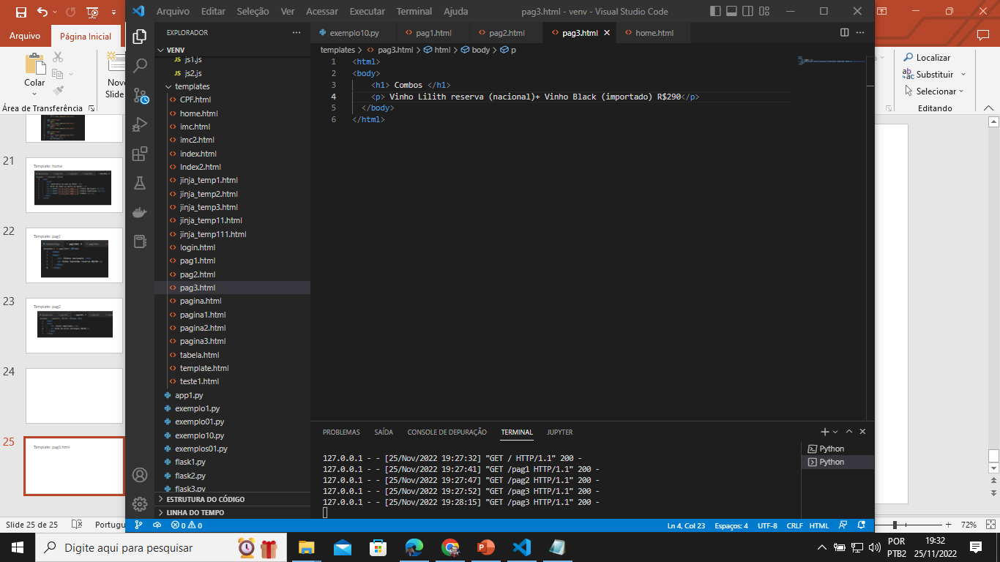 Arquivo Editar Seleção Ver Acessar Executar Terminal Ajuda
pag3.html - venv - Visual Studio Code
Arquivo
Página Inicial
Colar
Novo
Slide
Área de Transferência
Localizar
Substituir
Selecionar
Editando
21
Template: home
22
Template: pag1
23
Template: pag2
24
25
Template: pag3.html
Slide 25 de 25
72%
EXPLORADOR
VENV
js1.js
js2.js
templates
CPF.html
home.html
imc.html
imc2.html
index.html
Index2.html
jinja_temp1.html
jinja_temp2.html
jinja_temp3.html
jinja_temp11.html
jinja_temp111.html
login.html
pag1.html
pag2.html
pag3.html
pagina.html
pagina1.html
pagina2.html
pagina3.html
tabela.html
template.html
teste1.html
app1.py
exemplo1.py
exemplo01.py
exemplo10.py
exemplos01.py
flask1.py
flask2.py
flask3.py
ESTRUTURA DO CÓDIGO
LINHA DO TEMPO
exemplo10.py pag1.html pag2.html pag3.html home.html
templates > pag3.html > html > body > p
1 <html>
2 <body>
3 <h1> Combos </h1>
4 <p> Vinho Lilith reserva (nacional)+ Vinho Black (importado) R$290</p>
5 </body>
6 </html>
PROBLEMAS SAÍDA CONSOLE DE DEPURAÇÃO TERMINAL JUPYTER
127.0.0.1 - - [25/Nov/2022 19:27:32] "GET / HTTP/1.1" 200 -
127.0.0.1 - - [25/Nov/2022 19:27:41] "GET /pag1 HTTP/1.1" 200 -
127.0.0.1 - - [25/Nov/2022 19:27:47] "GET /pag2 HTTP/1.1" 200 -
127.0.0.1 - - [25/Nov/2022 19:27:52] "GET /pag3 HTTP/1.1" 200 -
127.0.0.1 - - [25/Nov/2022 19:28:15] "GET /pag3 HTTP/1.1" 200 -
Python
Python
0 0
Ln 4, Col 23 Espaços: 4 UTF-8 CRLF HTML
Digite aqui para pesquisar
POR
PTB2
19:32
25/11/2022